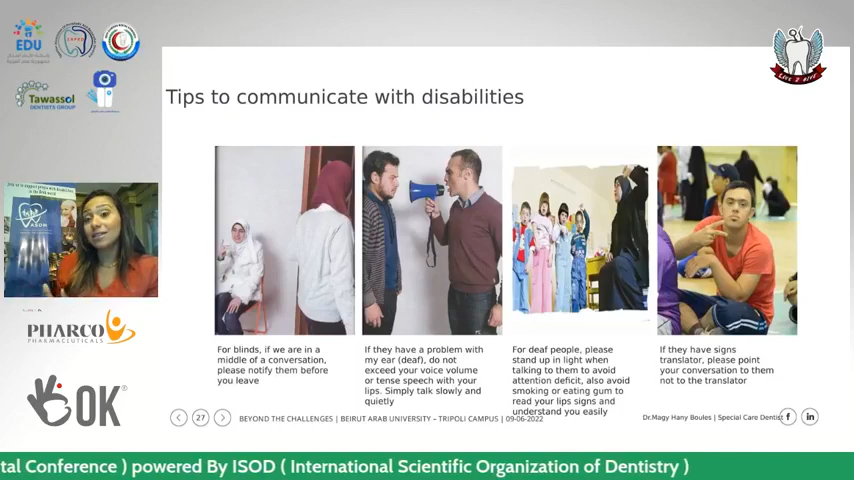 EDU
ZAPED
Tawassol
DENTISTS GROUP
LIVE 2 GIVE
Tips to communicate with disabilities
ASDH
PHARCO
PHARMACEUTICALS
OK®
For blinds, if we are in a
middle of a conversation,
please notify them before
you leave
If they have a problem with
my ear (deaf), do not
exceed your voice volume
or tense speech with your
lips. Simply talk slowly and
quietly
For deaf people, please
stand up in light when
talking to them to avoid
attention deficit, also avoid
smoking or eating gum to
read your lips signs and
understand you easily
If they have signs
translator, please point
your conversation to them
not to the translator
27
BEYOND THE CHALLENGES | BEIRUT ARAB UNIVERSITY – TRIPOLI CAMPUS | 09-06-2022
Dr.Magy Hany Boules | Special Care Dentist
f
in
tal Conference ) powered By ISOD ( International Scientific Organization of Dentistry )